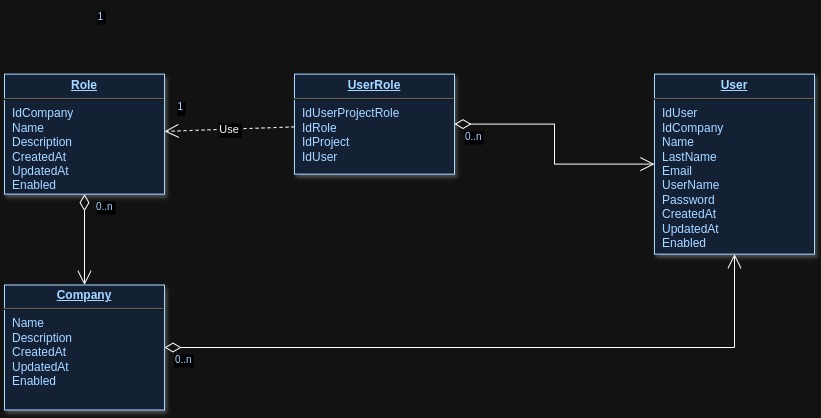 1
Role
IdCompany
Name
Description
CreatedAt
UpdatedAt
Enabled
0..n
1
Use
UserRole
IdUserProjectRole
IdRole
IdProject
IdUser
0..n
User
IdUser
IdCompany
Name
LastName
Email
UserName
Password
CreatedAt
UpdatedAt
Enabled
Company
Name
Description
CreatedAt
UpdatedAt
Enabled
0..n